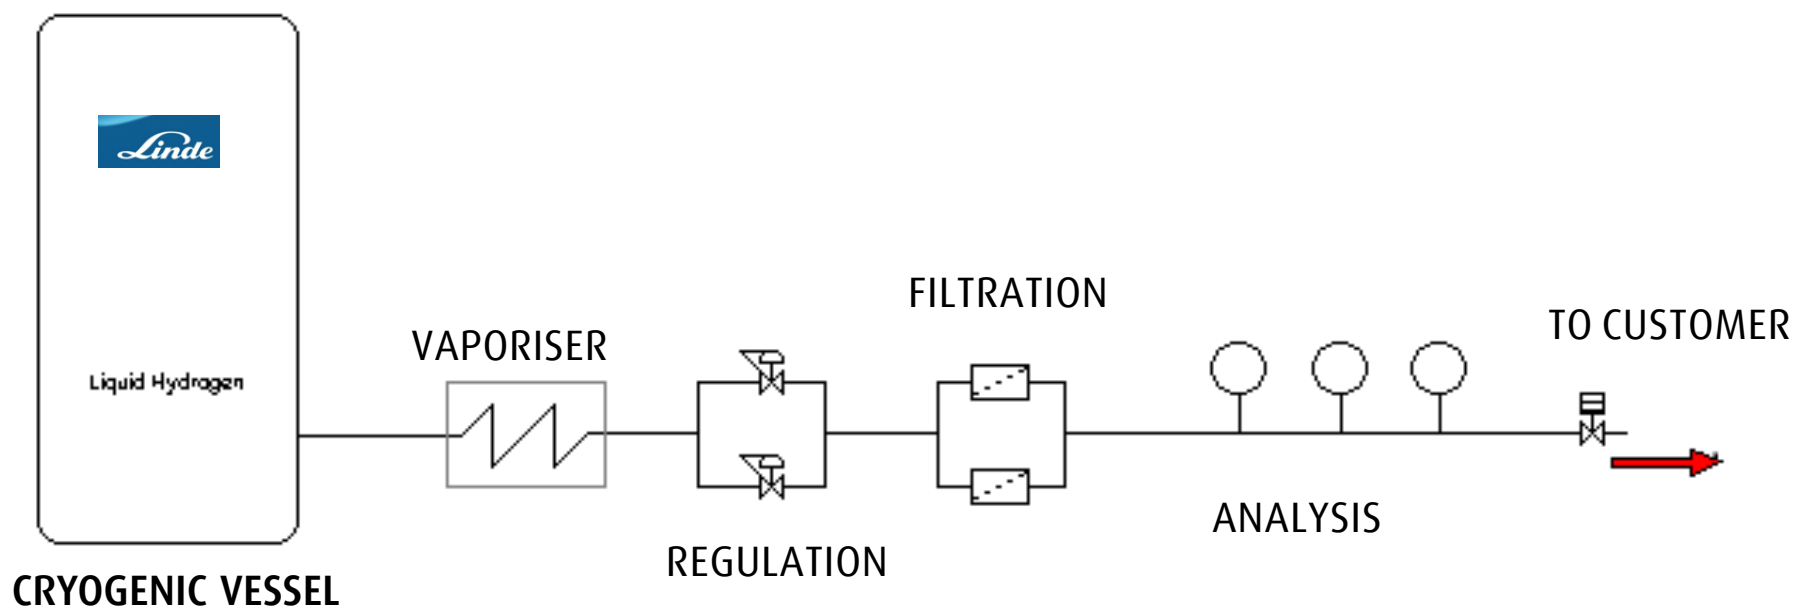 Linde
FILTRATION
TO CUSTOMER
VAPORISER
Liquid Hydrogen
ANALYSIS
REGULATION
CRYOGENIC VESSEL